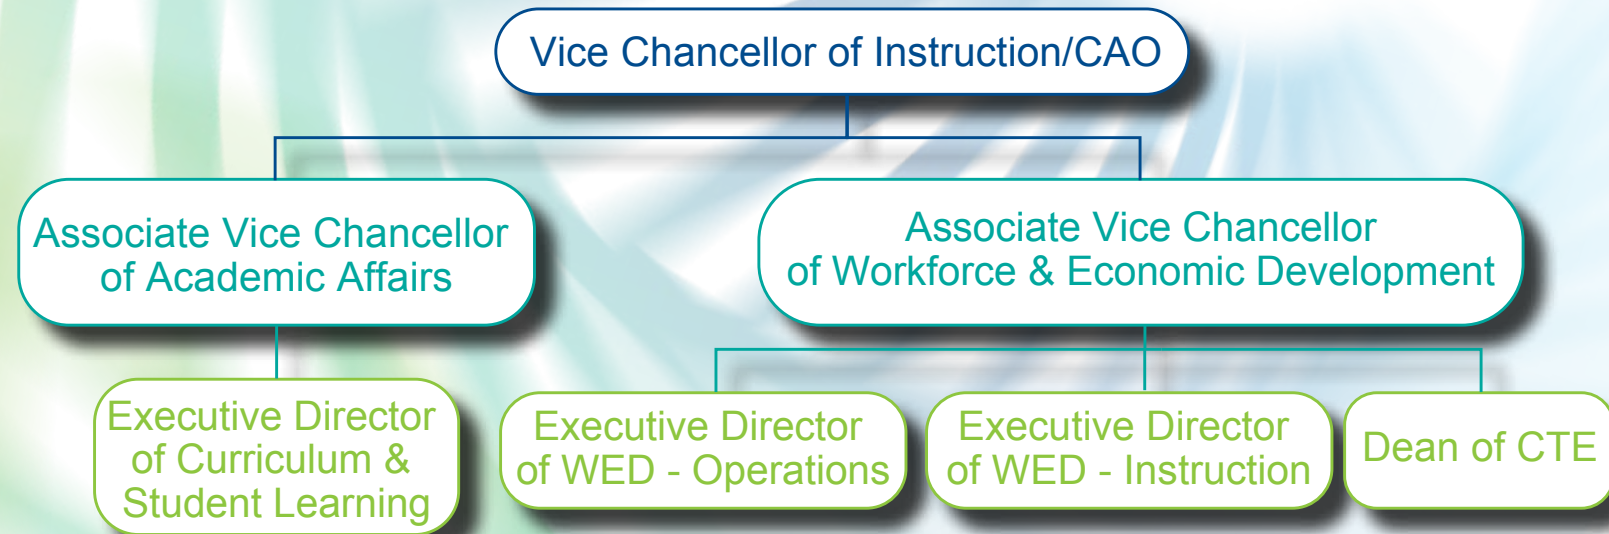 Vice Chancellor of Instruction/CAO
Associate Vice Chancellor
of Academic Affairs
Associate Vice Chancellor
of Workforce & Economic Development
Executive Director
of Curriculum &
Student Learning
Executive Director
of WED - Operations
Executive Director
of WED - Instruction
Dean of CTE